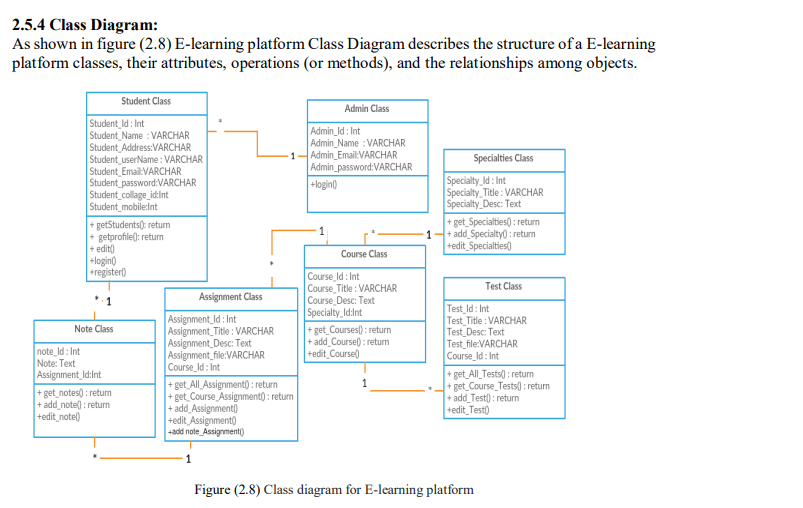 2.5.4 Class Diagram:
As shown in figure (2.8) E-learning platform Class Diagram describes the structure of a E-learning
platform classes, their attributes, operations (or methods), and the relationships among objects.
Student Class
Student_Id : Int
Student_Name : VARCHAR
Student_Address:VARCHAR
Student_userName : VARCHAR
Student_Email:VARCHAR
Student_password:VARCHAR
Student_collage_id:Int
Student_mobile:Int
+ getStudents(): return
+ getprofile(): return
+ edit()
+login()
+register()
*
1
Admin Class
Admin_Id : Int
Admin_Name : VARCHAR
Admin_Email:VARCHAR
Admin_password:VARCHAR
+login()
Specialties Class
Specialty_Id : Int
Specialty_Title : VARCHAR
Specialty_Desc: Text
+ get_Specialties() : return
+ add_Specialty() : return
+edit_Specialties()
1
*
1
*
Course Class
Course_Id : Int
Course_Title : VARCHAR
Course_Desc: Text
Specialty_Id:Int
+ get_Courses() : return
+ add_Course() : return
+edit_Course()
* . 1
Assignment Class
Assignment_Id : Int
Assignment_Title : VARCHAR
Assignment_Desc: Text
Assignment_file:VARCHAR
Course_Id : Int
+ get_All_Assignment() : return
+ get_Course_Assignment() : return
+ add_Assignment()
+edit_Assignment()
+add note_Assignment()
Test Class
Test_Id : Int
Test_Title : VARCHAR
Test_Desc: Text
Test_file:VARCHAR
Course_Id : Int
+ get_All_Tests() : return
+ get_Course_Tests() : return
+ add_Test() : return
+edit_Test()
1
*
Note Class
note_Id : Int
Note: Text
Assignment_Id:Int
+ get_notes() : return
+ add_note() : return
+edit_note()
*
1
Figure (2.8) Class diagram for E-learning platform